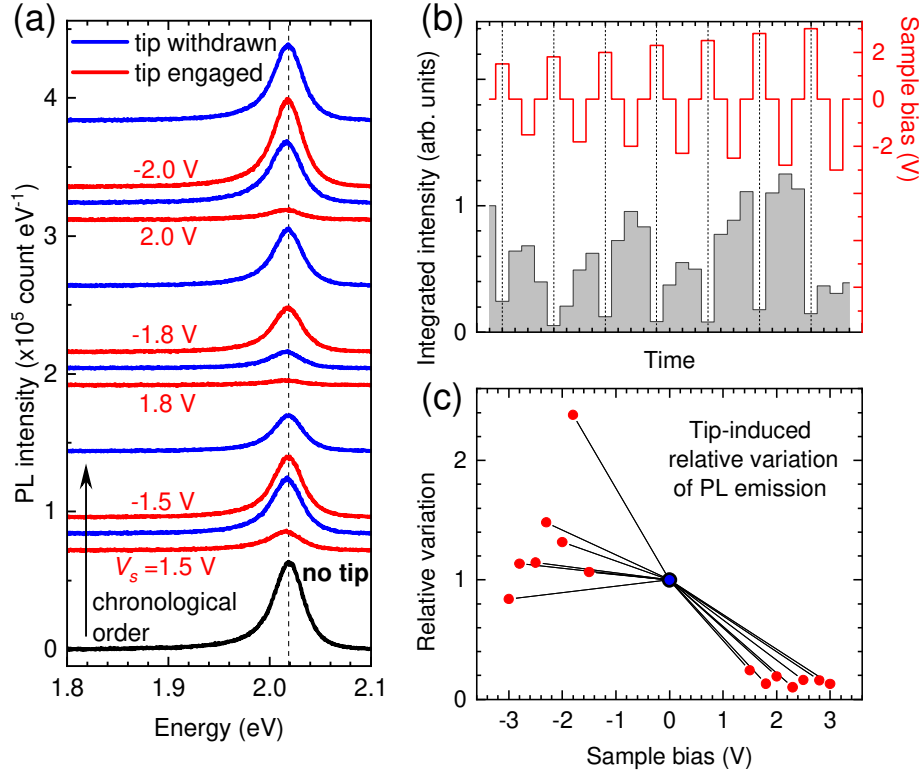 (a)
tip withdrawn
tip engaged
-2.0 V
2.0 V
-1.8 V
1.8 V
-1.5 V
V_s =1.5 V
no tip
chronological
order
PL intensity (x10⁵ count eV⁻¹)
4
3
2
1
0
1.8
1.9
2.0
2.1
Energy (eV)
(b)
Integrated intensity (arb. units)
1
0
Time
2
0
-2
Sample bias (V)
(c)
Tip-induced
relative variation
of PL emission
Relative variation
2
1
0
-3
-2
-1
0
1
2
3
Sample bias (V)